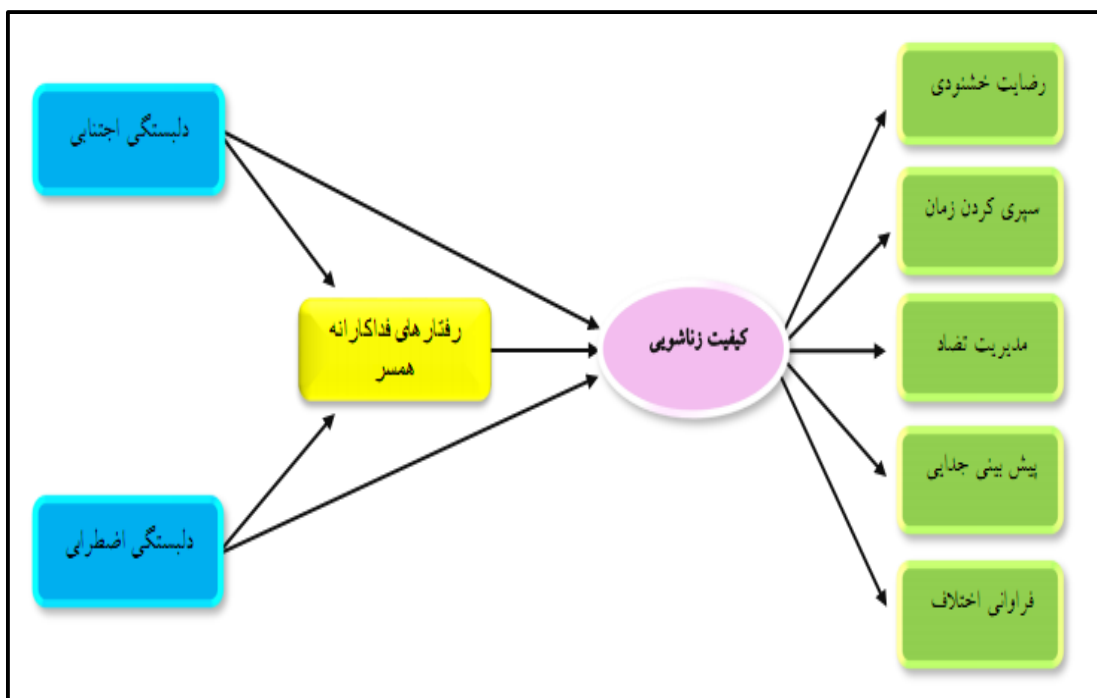 رضایت خشنودی
دلبستگی اجتنابی
سپری کردن زمان
رفتارهای فداکارانه
همسر
کیفیت زناشویی
مدیریت تضاد
پیش بینی جدایی
دلبستگی اضطرابی
فراوانی اختلاف